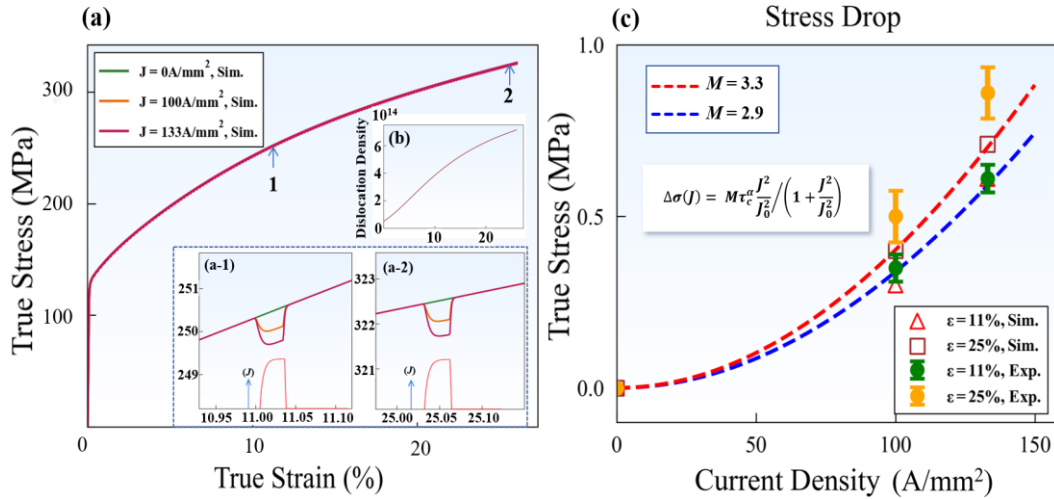 (a)
True Stress (MPa)
300
200
100
0
J = 0A/mm², Sim.
J = 100A/mm², Sim.
J = 133A/mm², Sim.
1
2
(b)
10¹⁴
Dislocation Density
6
4
2
0
10
20
(a-1)
251
250
249
(J)
10.95
11.00
11.05
11.10
(a-2)
323
322
321
(J)
25.00
25.05
25.10
0
10
20
True Strain (%)
(c)
Stress Drop
True Stress (MPa)
1.0
0.5
0.0
M = 3.3
M = 2.9
Δσ(J) = Mτ_c^α J²/J₀² / (1 + J²/J₀²)
ε = 11%, Sim.
ε = 25%, Sim.
ε = 11%, Exp.
ε = 25%, Exp.
0
50
100
150
Current Density (A/mm²)